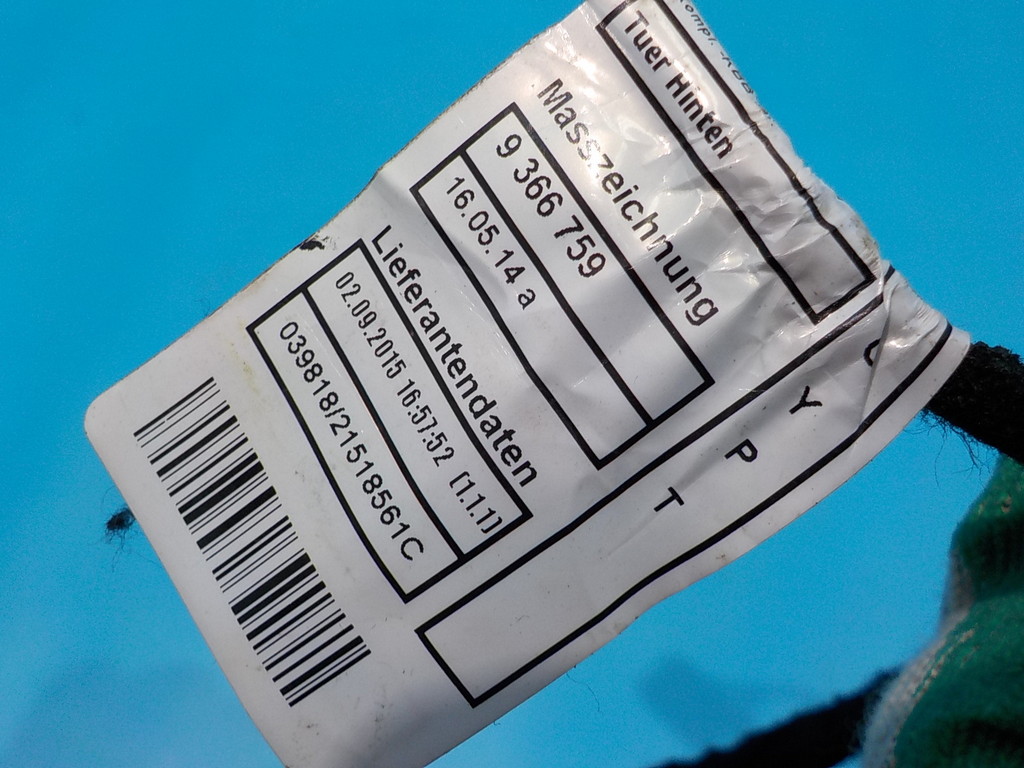 Tuer Hinten
Masszeichnung
9 366 759
16.05.14 a
Lieferantendaten
02.09.2015 16:57:52 (1.1.1)
039818/21518561C
Y
P
T